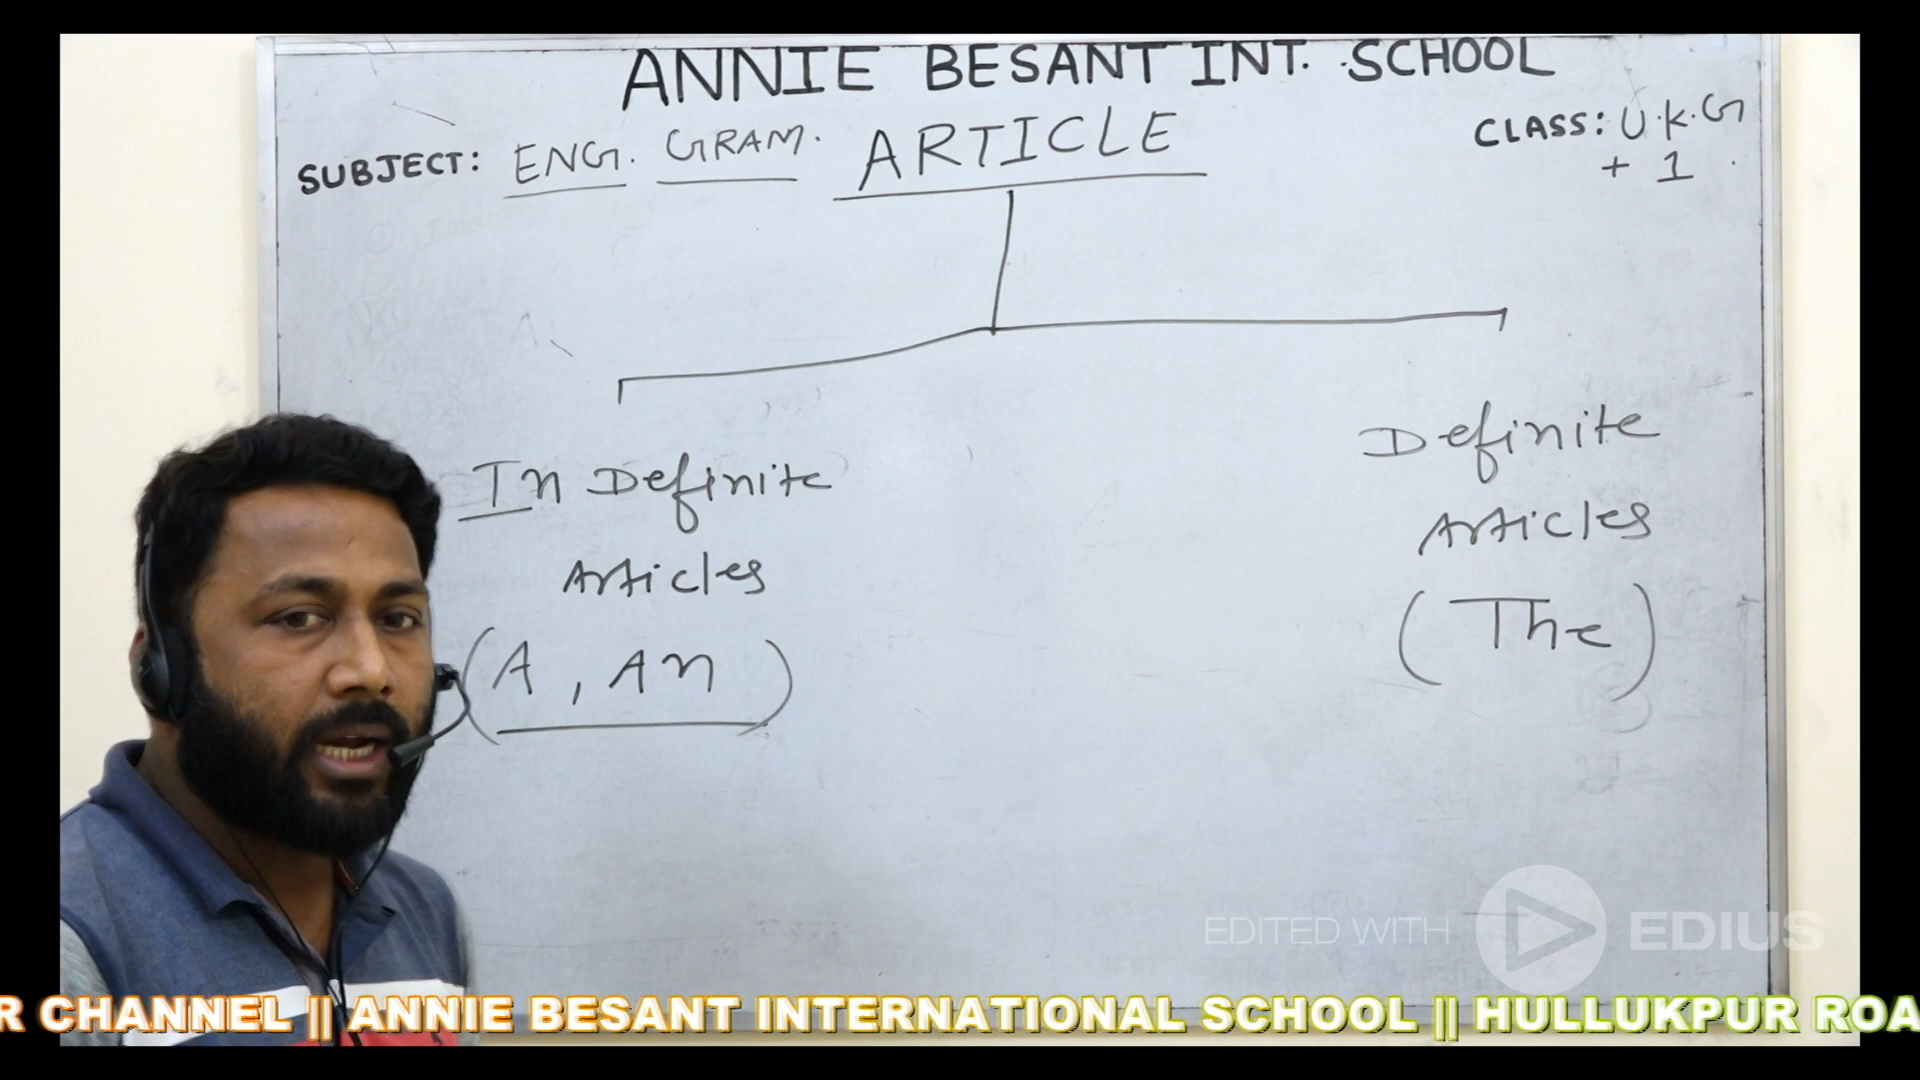 ANNIE BESANT INT. SCHOOL
SUBJECT: ENG. GRAM. ARTICLE
CLASS: U.K.G
+ 1
In Definite
Articles
(A, An)
Definite
Articles
(The)
EDITED WITH EDIUS
R CHANNEL || ANNIE BESANT INTERNATIONAL SCHOOL || HULLUKPUR ROA